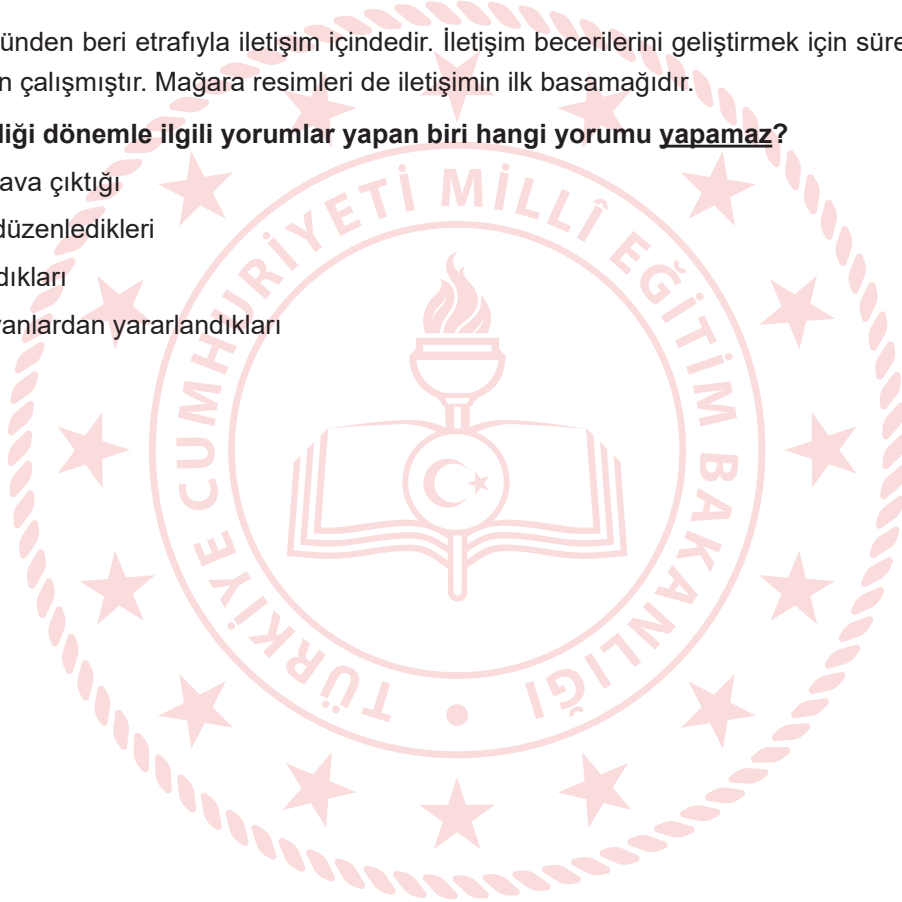 ünden beri etrafıyla iletişim içindedir. İletişim becerilerini geliştirmek için süre
n çalışmıştır. Mağara resimleri de iletişimin ilk basamağıdır.
liği dönemle ilgili yorumlar yapan biri hangi yorumu yapamaz?
ava çıktığı
düzenledikleri
dıkları
yanlardan yararlandıkları
TÜRKİYE CUMHURİYETİ MİLLÎ EĞİTİM BAKANLIĞI